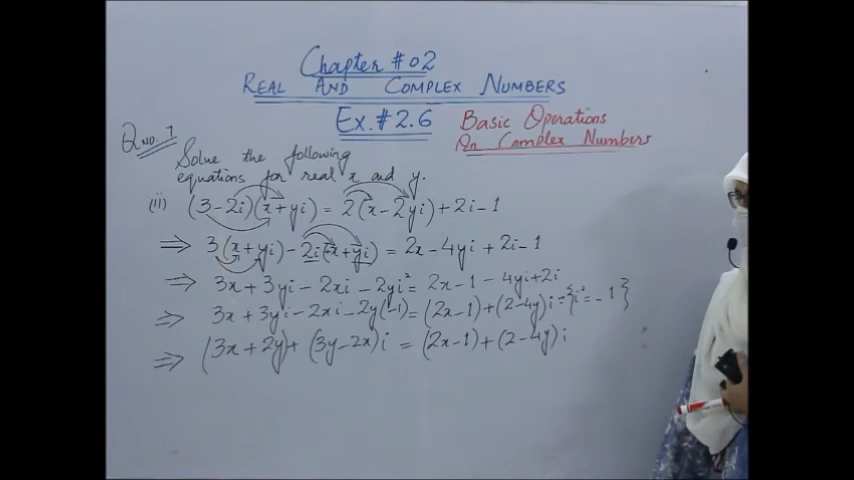 Chapter # 02
REAL AND COMPLEX NUMBERS
Ex.# 2.6 Basic Operations
On Complex Numbers
Q NO. 7
Solve the following
equations for real x and y.
(ii) (3-2i)(x+yi) = 2(x-2yi)+2i-1
⇒ 3(x+yi)-2i(x+yi) = 2x-4yi+2i-1
⇒ 3x+3yi-2xi-2yi² = 2x-1-4yi+2i
⇒ 3x+3yi-2xi-2y(-1)=(2x-1)+(2-4y)i ∵{i²=-1}
⇒ (3x+2y)+(3y-2x)i = (2x-1)+(2-4y)i